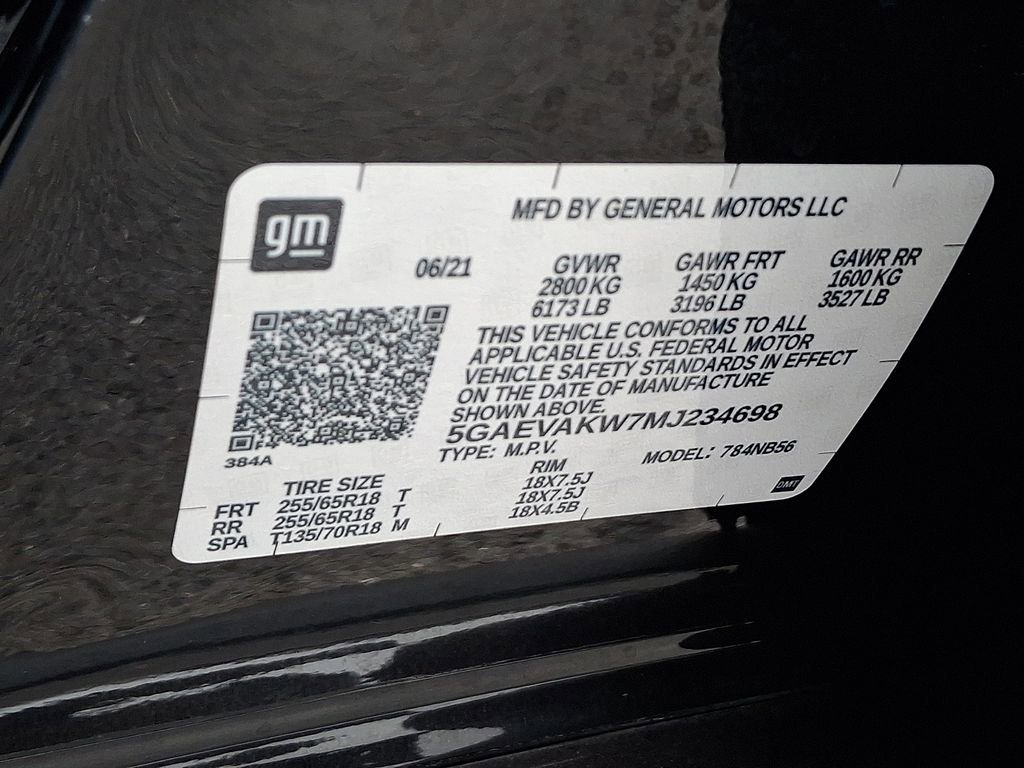 gm
MFD BY GENERAL MOTORS LLC
06/21
GVWR GAWR FRT GAWR RR
2800 KG 1450 KG 1600 KG
6173 LB 3196 LB 3527 LB
THIS VEHICLE CONFORMS TO ALL
APPLICABLE U.S. FEDERAL MOTOR
VEHICLE SAFETY STANDARDS IN EFFECT
ON THE DATE OF MANUFACTURE
SHOWN ABOVE.
5GAEVAKW7MJ234698
TYPE: M.P.V. MODEL: 784NB56
384A
TIRE SIZE RIM
FRT 255/65R18 T 18X7.5J
RR 255/65R18 T 18X7.5J
SPA T135/70R18 M 18X4.5B
DMT